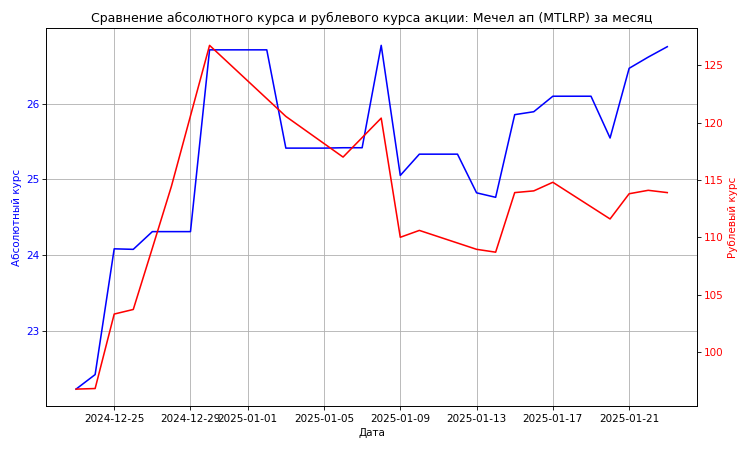 Сравнение абсолютного курса и рублевого курса акции: Мечел ап (MTLRP) за месяц
Абсолютный курс
26
25
24
23
125
120
115
110
105
100
Рублевый курс
2024-12-25 2024-12-29 2025-01-01 2025-01-05 2025-01-09 2025-01-13 2025-01-17 2025-01-21
Дата